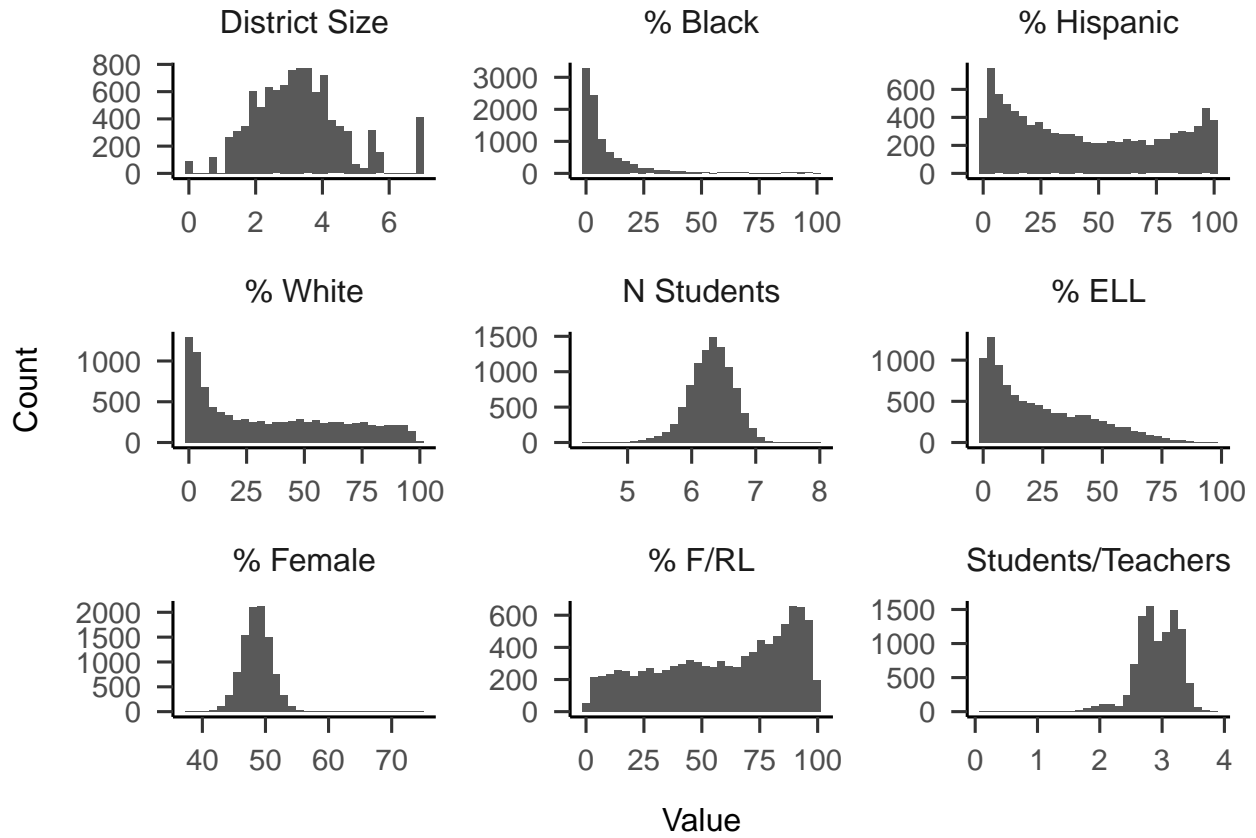 District Size
% Black
% Hispanic
800
600
400
200
0
0 2 4 6
3000
2000
1000
0
0 25 50 75 100
600
400
200
0
0 25 50 75 100
% White
N Students
% ELL
1000
500
0
0 25 50 75 100
1500
1000
500
0
5 6 7 8
1000
500
0
0 25 50 75 100
Count
% Female
% F/RL
Students/Teachers
2000
1500
1000
500
0
40 50 60 70
600
400
200
0
0 25 50 75 100
1500
1000
500
0
0 1 2 3 4
Value